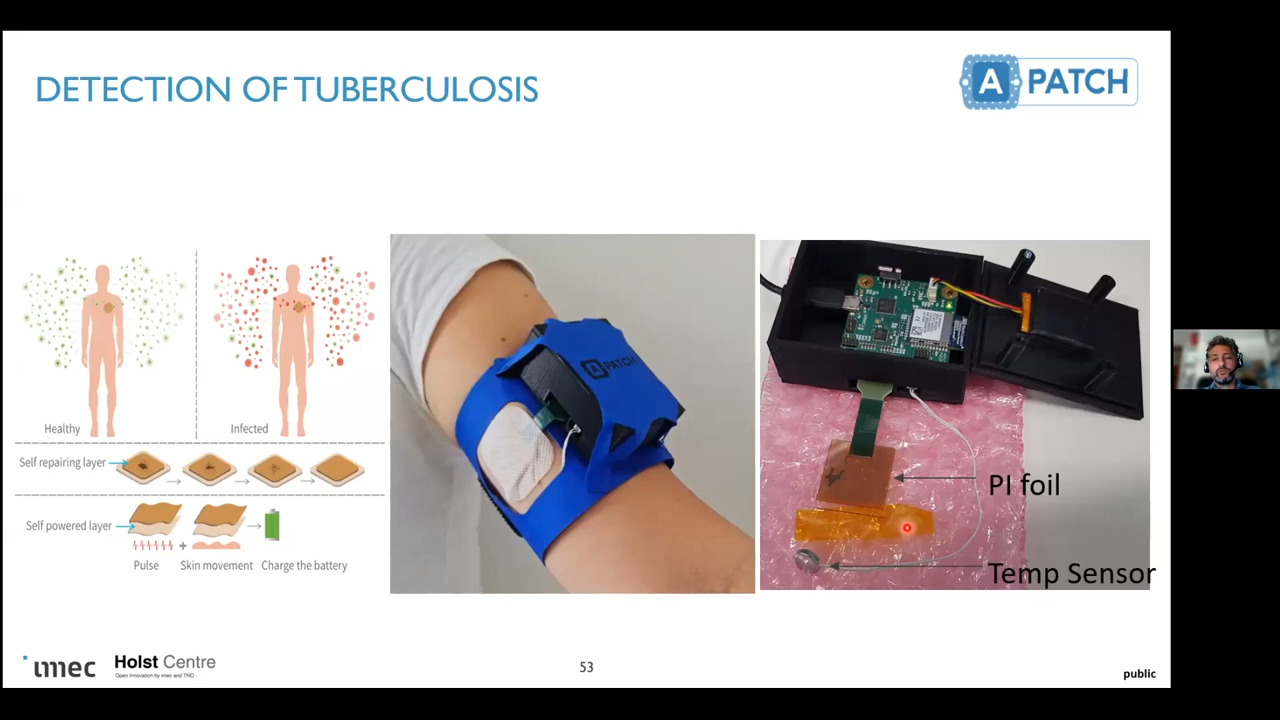 DETECTION OF TUBERCULOSIS
A PATCH
Healthy
Infected
Self repairing layer
Self powered layer
Pulse
+
Skin movement
Charge the battery
A PATCH
PI foil
Temp Sensor
imec
Holst Centre
Open Innovation by imec and TNO
53
public